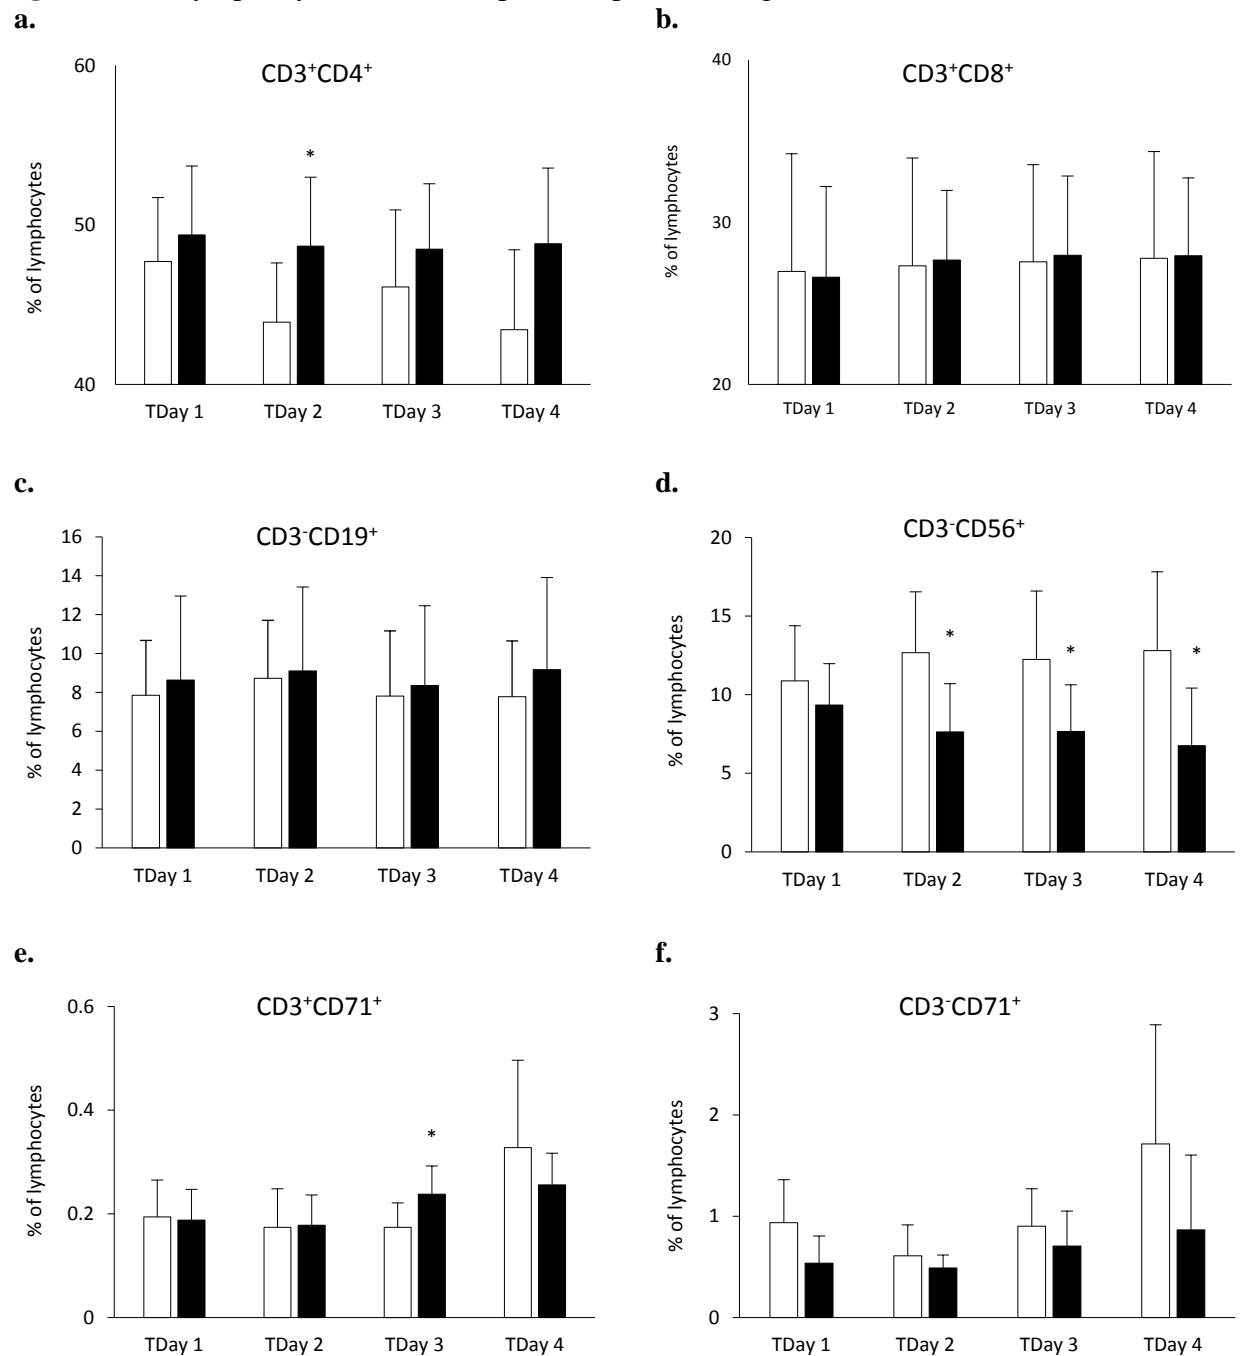 a.
CD3⁺CD4⁺
% of lymphocytes
60
50
40
*
TDay 1 TDay 2 TDay 3 TDay 4
b.
CD3⁺CD8⁺
% of lymphocytes
40
30
20
TDay 1 TDay 2 TDay 3 TDay 4
c.
CD3⁻CD19⁺
% of lymphocytes
16
14
12
10
8
6
4
2
0
TDay 1 TDay 2 TDay 3 TDay 4
d.
CD3⁻CD56⁺
% of lymphocytes
20
15
10
5
0
* * *
TDay 1 TDay 2 TDay 3 TDay 4
e.
CD3⁺CD71⁺
% of lymphocytes
0.6
0.4
0.2
0
*
TDay 1 TDay 2 TDay 3 TDay 4
f.
CD3⁻CD71⁺
% of lymphocytes
3
2
1
0
TDay 1 TDay 2 TDay 3 TDay 4